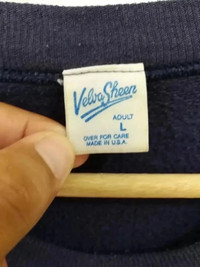 Velva Sheen
ADULT
L
OVER FOR CARE
MADE IN U.S.A.